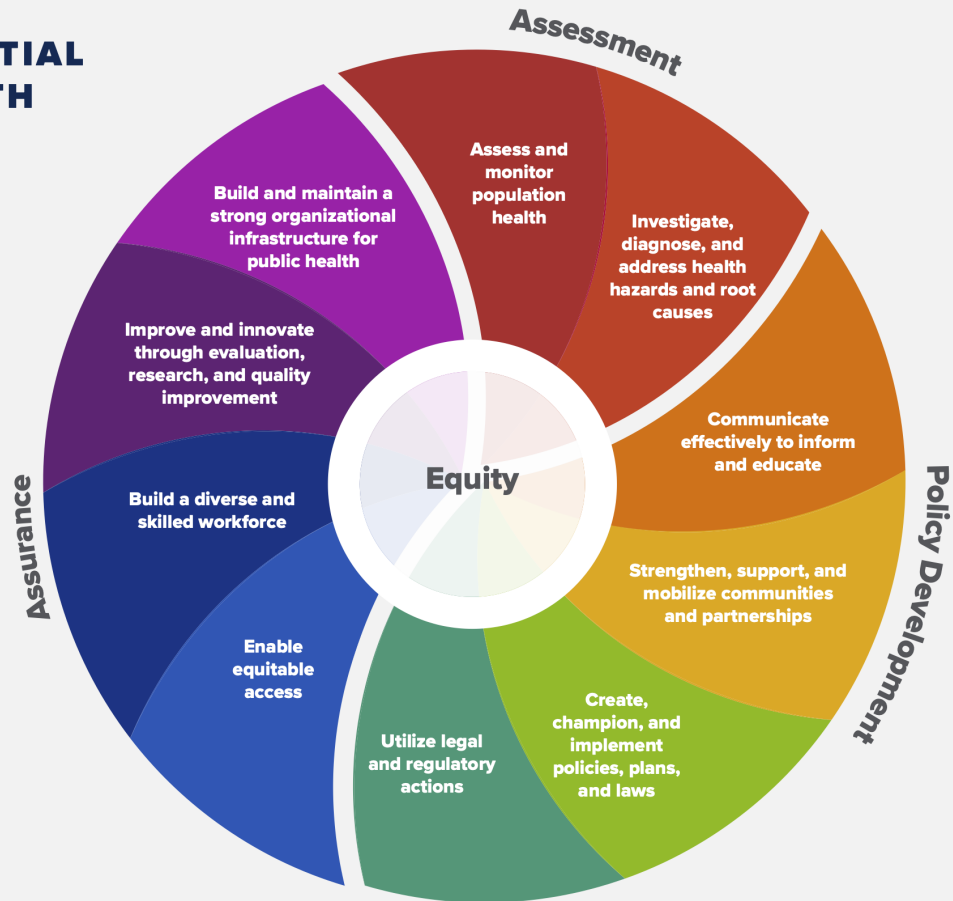 TIAL
TH
Assessment
Assess and
monitor
population
health
Investigate,
diagnose, and
address health
hazards and root
causes
Communicate
effectively to inform
and educate
Strengthen, support, and
mobilize communities
and partnerships
Policy Development
Create,
champion, and
implement
policies, plans,
and laws
Utilize legal
and regulatory
actions
Enable
equitable
access
Build a diverse and
skilled workforce
Assurance
Improve and innovate
through evaluation,
research, and quality
improvement
Build and maintain a
strong organizational
infrastructure for
public health
Equity